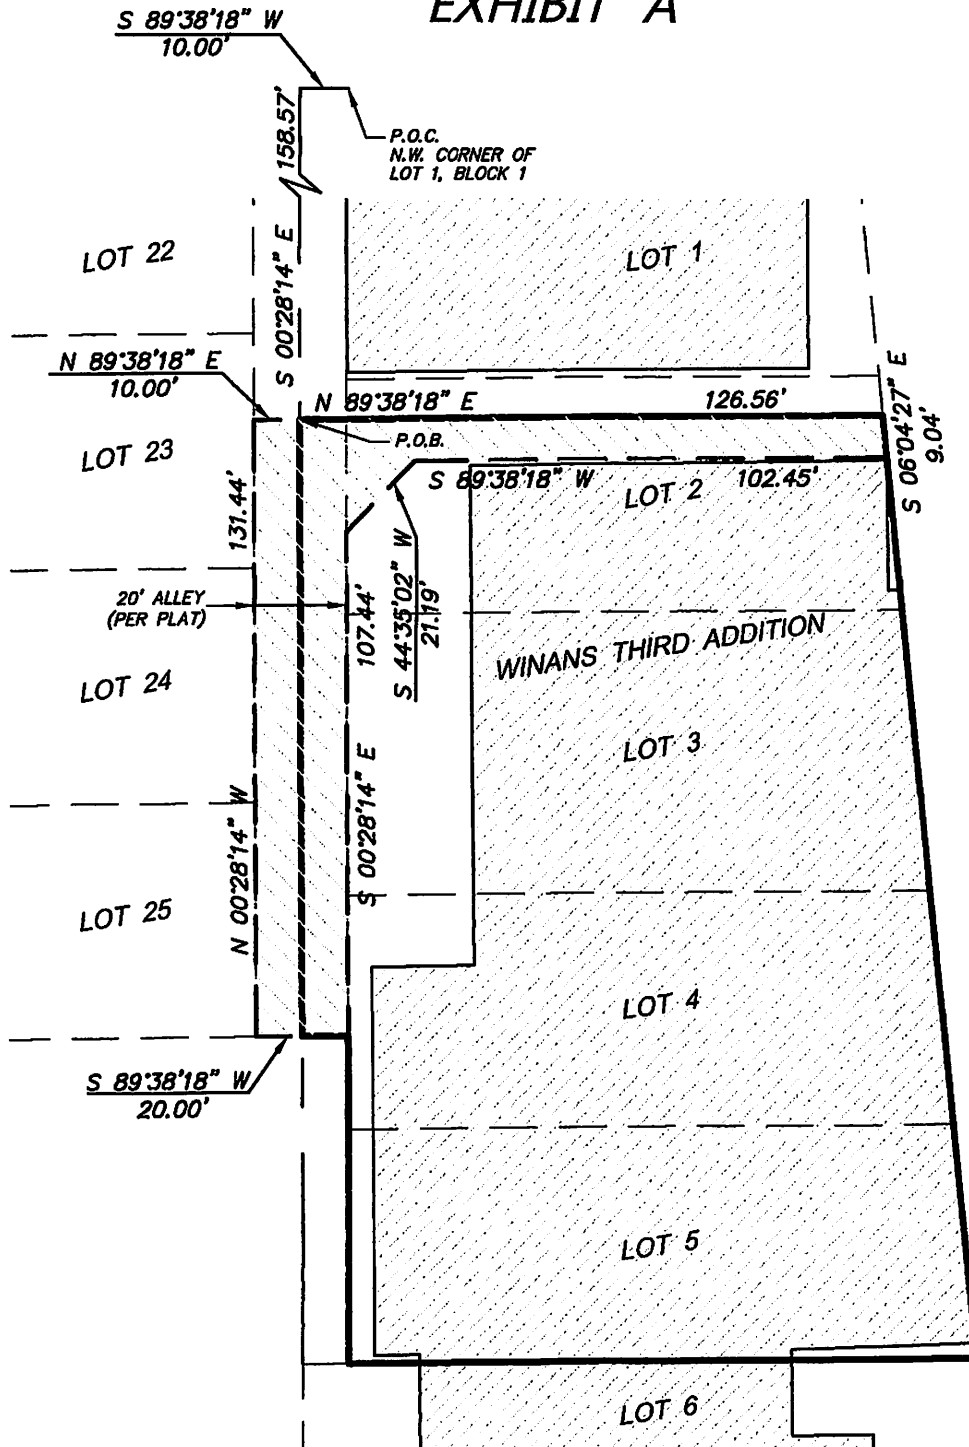 EXHIBIT A
S 89°38'18" W
10.00'
158.57'
P.O.C.
N.W. CORNER OF
LOT 1, BLOCK 1
S 00°28'14" E
LOT 22
LOT 1
N 89°38'18" E
10.00'
N 89°38'18" E
126.56'
S 06°04'27" E
9.04'
P.O.B.
LOT 23
S 89°38'18" W
102.45'
LOT 2
131.44'
S 44°35'02" W
21.19'
20' ALLEY
(PER PLAT)
107.44'
WINANS THIRD ADDITION
LOT 24
LOT 3
S 00°28'14" E
N 00°28'14" W
LOT 25
LOT 4
S 89°38'18" W
20.00'
LOT 5
LOT 6